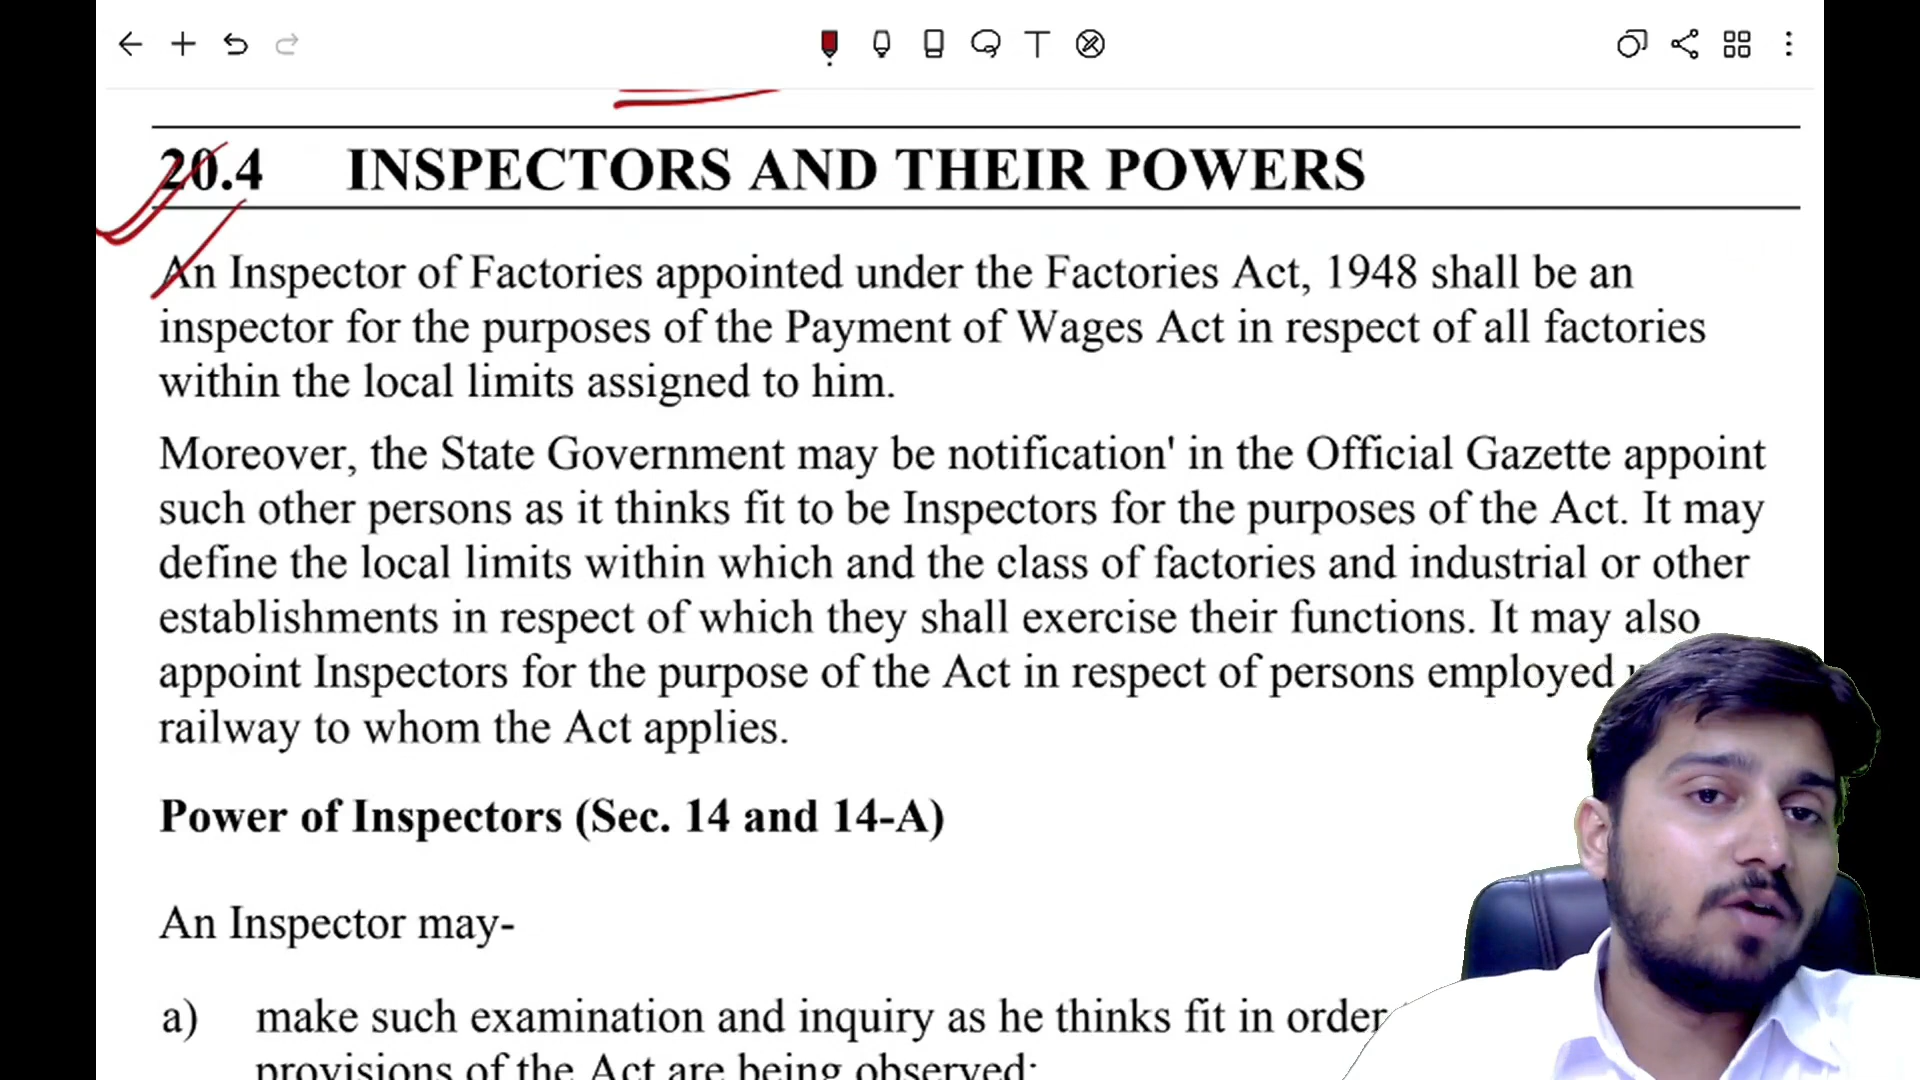 20.4 INSPECTORS AND THEIR POWERS
An Inspector of Factories appointed under the Factories Act, 1948 shall be an
inspector for the purposes of the Payment of Wages Act in respect of all factories
within the local limits assigned to him.
Moreover, the State Government may be notification' in the Official Gazette appoint
such other persons as it thinks fit to be Inspectors for the purposes of the Act. It may
define the local limits within which and the class of factories and industrial or other
establishments in respect of which they shall exercise their functions. It may also
appoint Inspectors for the purpose of the Act in respect of persons employed
railway to whom the Act applies.
Power of Inspectors (Sec. 14 and 14-A)
An Inspector may-
a) make such examination and inquiry as he thinks fit in order
provisions of the Act are being observed;